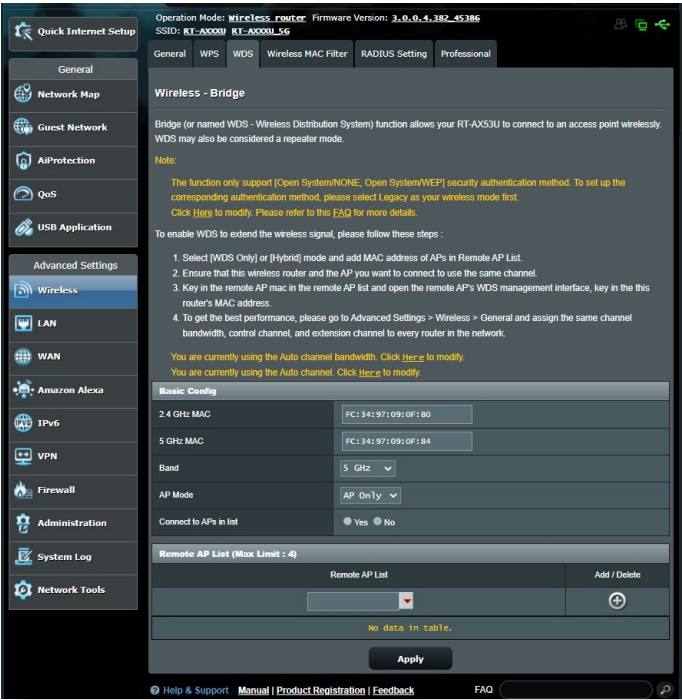 Operation Mode: Wireless router Firmware Version: 3.0.0.4.382_45386
SSID: RT-AXXXU RT-AXXXU_5G
Quick Internet Setup
General WPS WDS Wireless MAC Filter RADIUS Setting Professional
General
Network Map
Guest Network
AiProtection
QoS
USB Application
Advanced Settings
Wireless
LAN
WAN
Amazon Alexa
IPv6
VPN
Firewall
Administration
System Log
Network Tools
Wireless - Bridge
Bridge (or named WDS - Wireless Distribution System) function allows your RT-AX53U to connect to an access point wirelessly.
WDS may also be considered a repeater mode.
Note:
The function only support [Open System/NONE, Open System/WEP] security authentication method. To set up the
corresponding authentication method, please select Legacy as your wireless mode first.
Click Here to modify. Please refer to this FAQ for more details.
To enable WDS to extend the wireless signal, please follow these steps :
1. Select [WDS Only] or [Hybrid] mode and add MAC address of APs in Remote AP List.
2. Ensure that this wireless router and the AP you want to connect to use the same channel.
3. Key in the remote AP mac in the remote AP list and open the remote AP's WDS management interface, key in the this
router's MAC address.
4. To get the best performance, please go to Advanced Settings > Wireless > General and assign the same channel
bandwidth, control channel, and extension channel to every router in the network.
You are currently using the Auto channel bandwidth. Click Here to modify.
You are currently using the Auto channel. Click Here to modify.
Basic Config
2.4 GHz MAC FC:34:97:09:0F:80
5 GHz MAC FC:34:97:09:0F:84
Band 5 GHz
AP Mode AP Only
Connect to APs in list Yes No
Remote AP List (Max Limit : 4)
Remote AP List Add / Delete
No data in table.
Apply
Help & Support Manual | Product Registration | Feedback FAQ